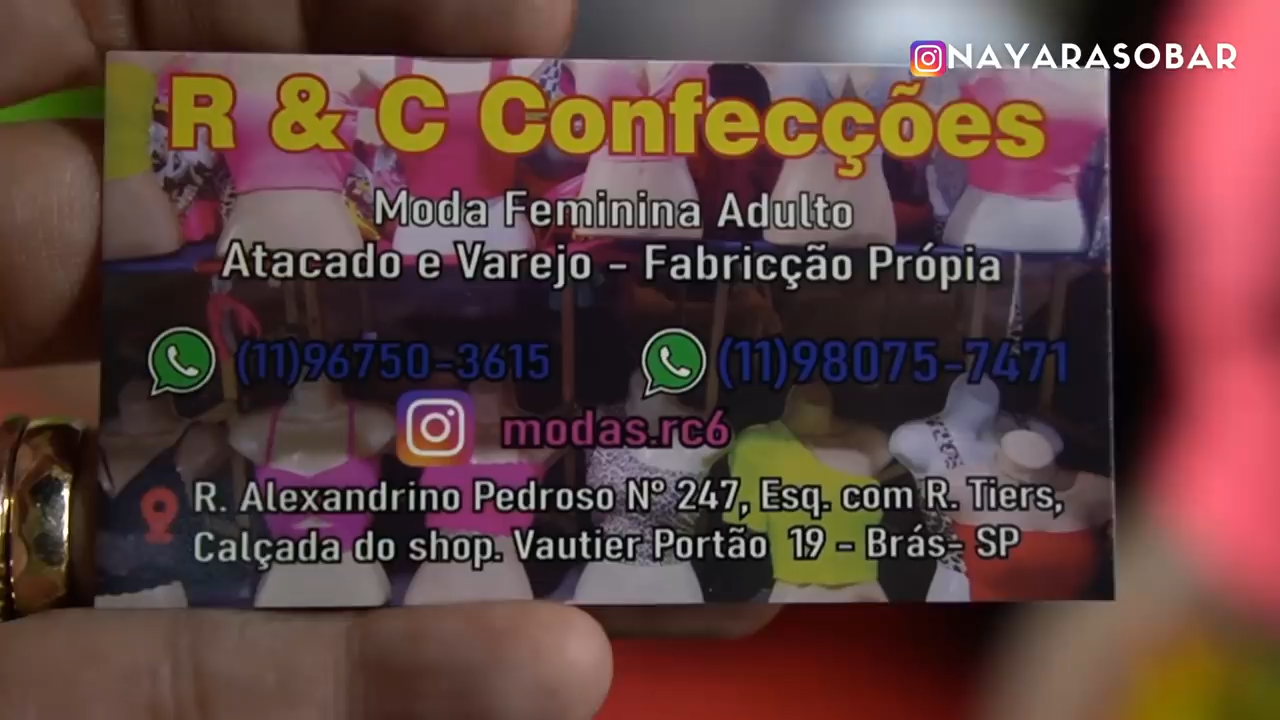 NAYARASOBAR
R & C Confecções
Moda Feminina Adulto
Atacado e Varejo - Fabricção Própia
(11)96750-3615 (11)98075-7471
modas.rc6
R. Alexandrino Pedroso N° 247, Esq. com R. Tiers,
Calçada do shop. Vautier Portão 19 - Brás- SP